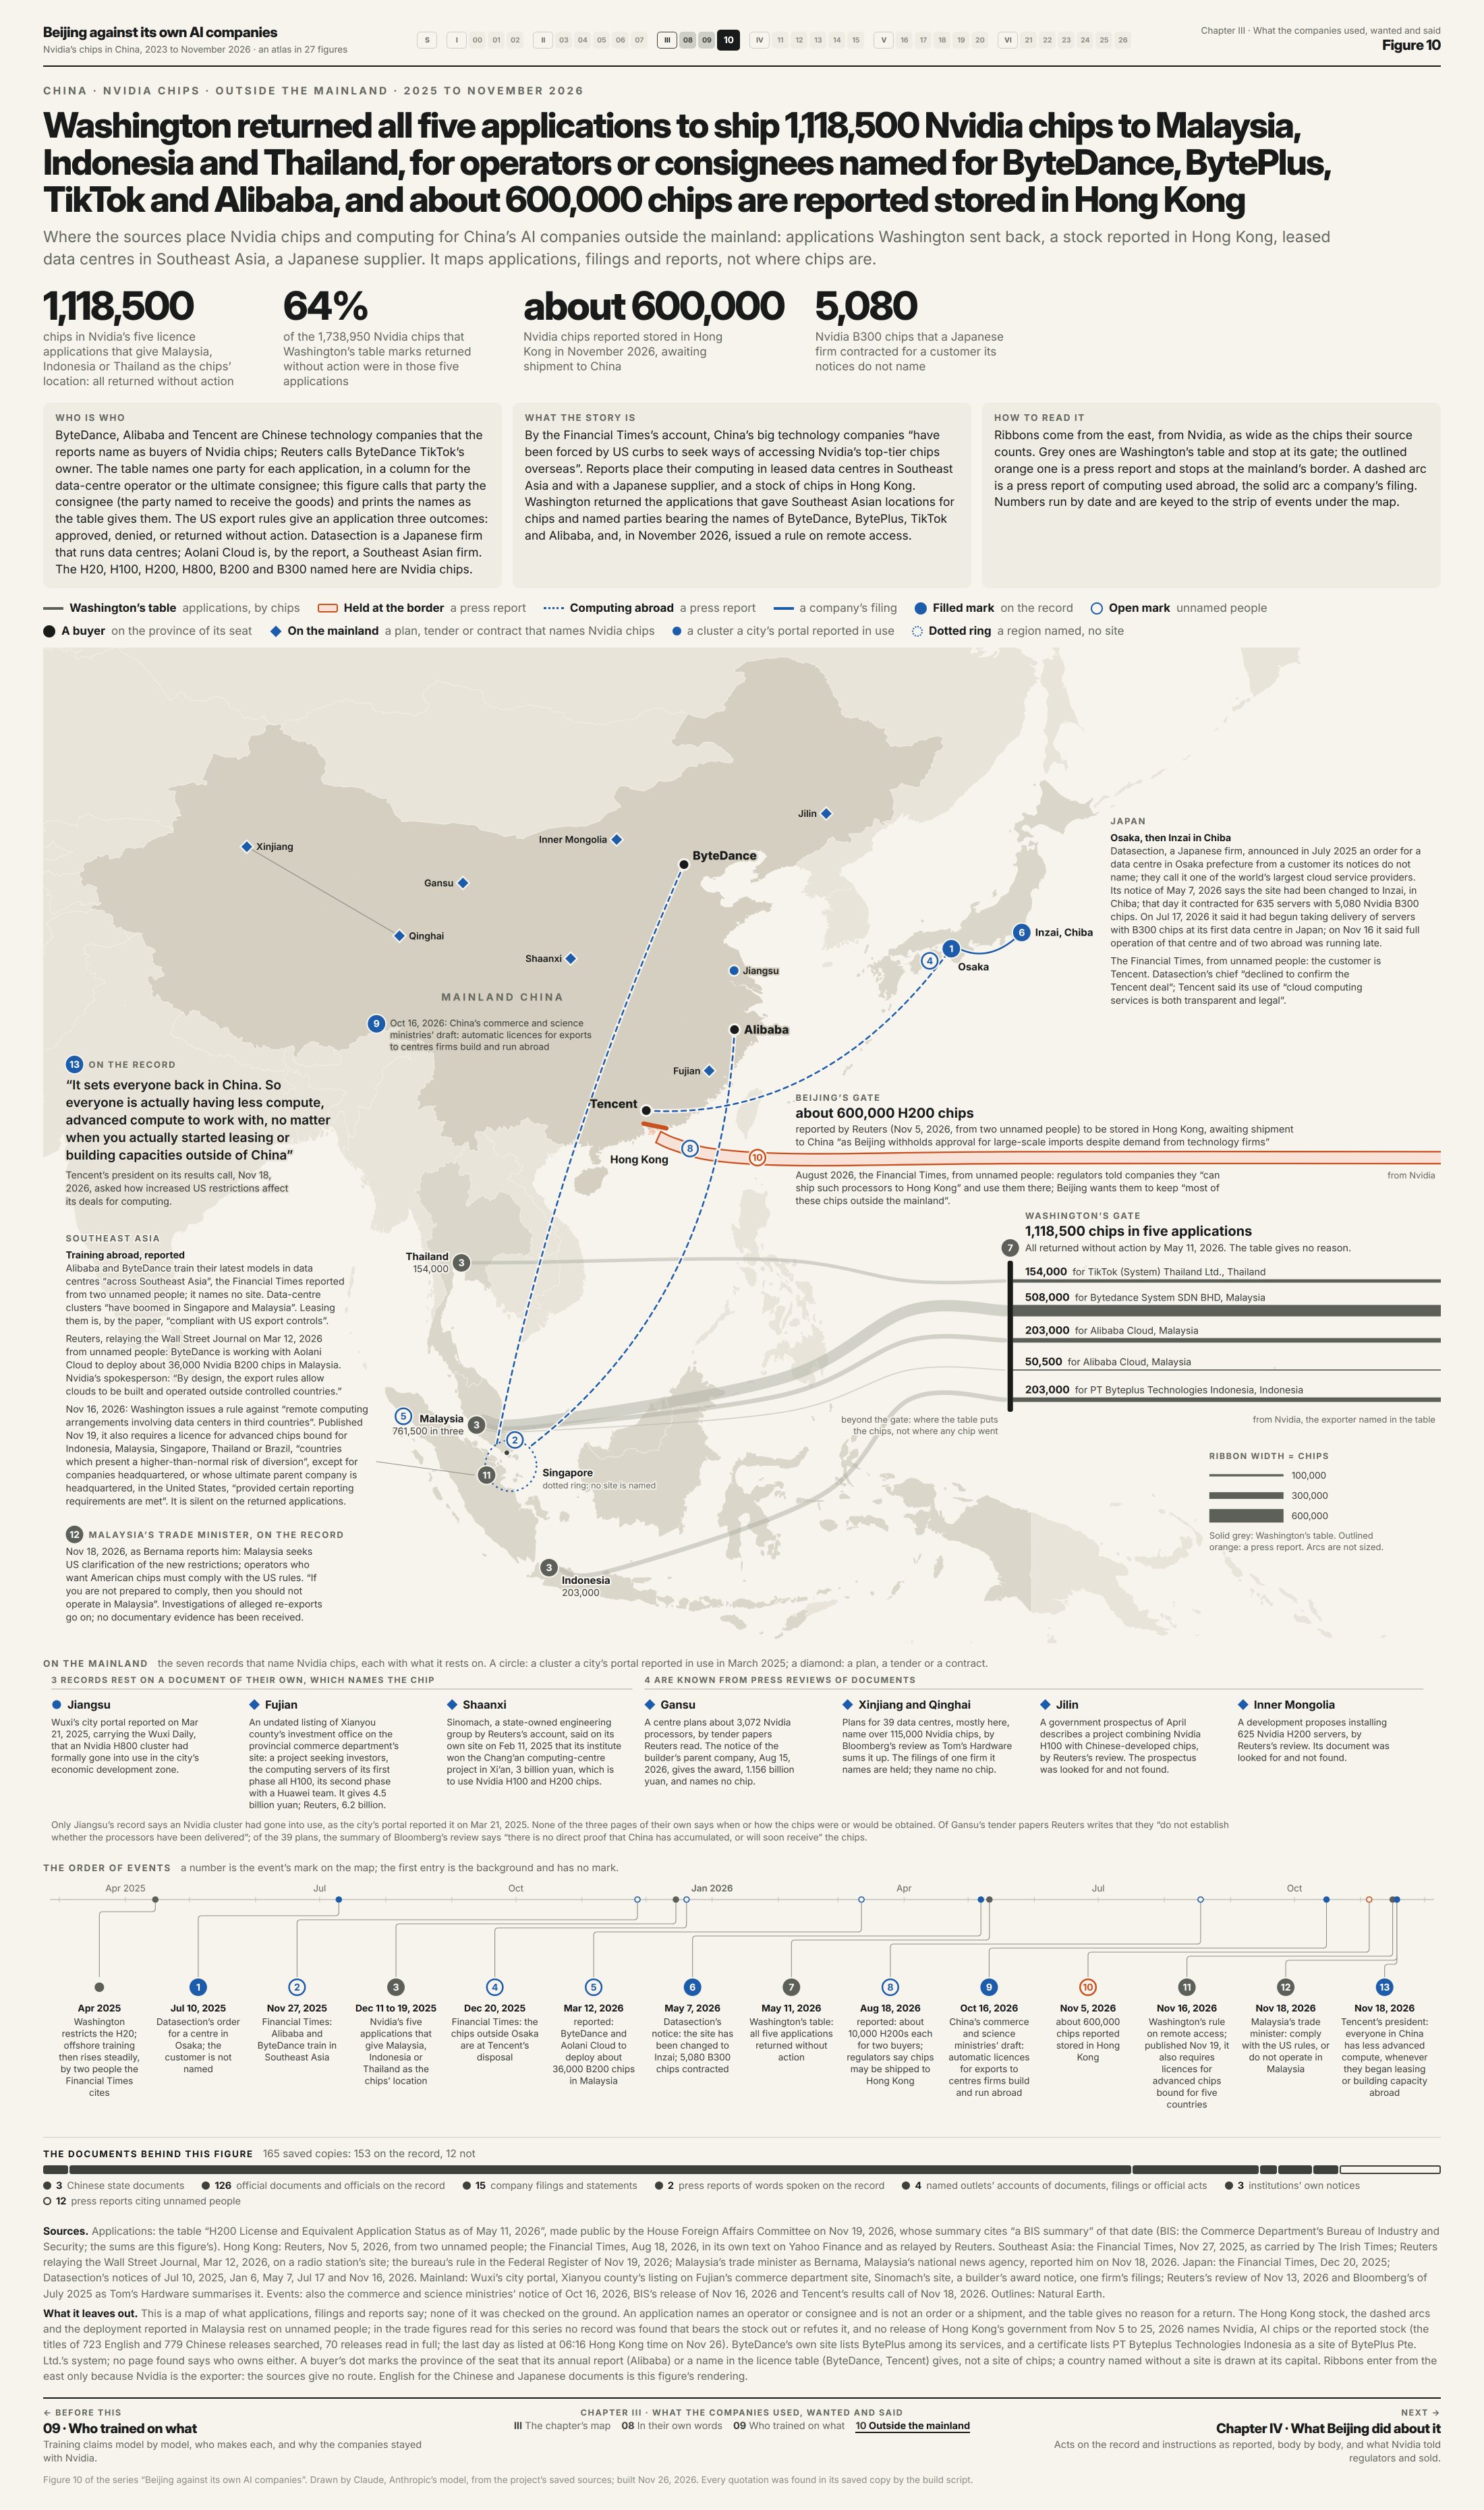 Beijing against its own AI companies
Nvidia's chips in China, 2023 to November 2026 · an atlas in 27 figures
S I 00 01 02 II 03 04 05 06 07 III 08 09 10 IV 11 12 13 14 15 V 16 17 18 19 20 VI 21 22 23 24 25 26
Chapter III · What the companies used, wanted and said
Figure 10
CHINA · NVIDIA CHIPS · OUTSIDE THE MAINLAND · 2025 TO NOVEMBER 2026
Washington returned all five applications to ship 1,118,500 Nvidia chips to Malaysia,
Indonesia and Thailand, for operators or consignees named for ByteDance, BytePlus,
TikTok and Alibaba, and about 600,000 chips are reported stored in Hong Kong
Where the sources place Nvidia chips and computing for China's AI companies outside the mainland: applications Washington sent back, a stock reported in Hong Kong, leased
data centres in Southeast Asia, a Japanese supplier. It maps applications, filings and reports, not where chips are.
1,118,500
chips in Nvidia's five licence
applications that give Malaysia,
Indonesia or Thailand as the chips'
location: all returned without action
64%
of the 1,738,950 Nvidia chips that
Washington's table marks returned
without action were in those five
applications
about 600,000
Nvidia chips reported stored in Hong
Kong in November 2026, awaiting
shipment to China
5,080
Nvidia B300 chips that a Japanese
firm contracted for a customer its
notices do not name
WHO IS WHO
ByteDance, Alibaba and Tencent are Chinese technology companies that the
reports name as buyers of Nvidia chips; Reuters calls ByteDance TikTok's
owner. The table names one party for each application, in a column for the
data-centre operator or the ultimate consignee; this figure calls that party the
consignee (the party named to receive the goods) and prints the names as
the table gives them. The US export rules give an application three outcomes:
approved, denied, or returned without action. Datasection is a Japanese firm
that runs data centres; Aolani Cloud is, by the report, a Southeast Asian firm.
The H20, H100, H200, H800, B200 and B300 named here are Nvidia chips.
WHAT THE STORY IS
By the Financial Times's account, China's big technology companies "have
been forced by US curbs to seek ways of accessing Nvidia's top-tier chips
overseas". Reports place their computing in leased data centres in Southeast
Asia and with a Japanese supplier, and a stock of chips in Hong Kong.
Washington returned the applications that gave Southeast Asian locations for
chips and named parties bearing the names of ByteDance, BytePlus, TikTok
and Alibaba, and, in November 2026, issued a rule on remote access.
HOW TO READ IT
Ribbons come from the east, from Nvidia, as wide as the chips their source
counts. Grey ones are Washington's table and stop at its gate; the outlined
orange one is a press report and stops at the mainland's border. A dashed arc
is a press report of computing used abroad, the solid arc a company's filing.
Numbers run by date and are keyed to the strip of events under the map.
Washington's table applications, by chips
Held at the border a press report
Computing abroad a press report
a company's filing
Filled mark on the record
Open mark unnamed people
A buyer on the province of its seat
On the mainland a plan, tender or contract that names Nvidia chips
a cluster a city's portal reported in use
Dotted ring a region named, no site
Jilin
Inner Mongolia
Xinjiang
ByteDance
Gansu
Qinghai
Shaanxi
Jiangsu
MAINLAND CHINA
Alibaba
9 Oct 16, 2026: China's commerce and science
ministries' draft: automatic licences for exports
to centres firms build and run abroad
Fujian
Tencent
Hong Kong
8
10
6 Inzai, Chiba
1
4
Osaka
JAPAN
Osaka, then Inzai in Chiba
Datasection, a Japanese firm, announced in July 2025 an order for a
data centre in Osaka prefecture from a customer its notices do not
name; they call it one of the world's largest cloud service providers.
Its notice of May 7, 2026 says the site had been changed to Inzai, in
Chiba; that day it contracted for 635 servers with 5,080 Nvidia B300
chips. On Jul 17, 2026 it said it had begun taking delivery of servers
with B300 chips at its first data centre in Japan; on Nov 16 it said full
operation of that centre and of two abroad was running late.
The Financial Times, from unnamed people: the customer is
Tencent. Datasection's chief "declined to confirm the
Tencent deal"; Tencent said its use of "cloud computing
services is both transparent and legal".
13 ON THE RECORD
"It sets everyone back in China. So
everyone is actually having less compute,
advanced compute to work with, no matter
when you actually started leasing or
building capacities outside of China"
Tencent's president on its results call, Nov 18,
2026, asked how increased US restrictions affect
its deals for computing.
BEIJING'S GATE
about 600,000 H200 chips
reported by Reuters (Nov 5, 2026, from two unnamed people) to be stored in Hong Kong, awaiting shipment
to China "as Beijing withholds approval for large-scale imports despite demand from technology firms"
August 2026, the Financial Times, from unnamed people: regulators told companies they "can
ship such processors to Hong Kong" and use them there; Beijing wants them to keep "most of
these chips outside the mainland".
from Nvidia
WASHINGTON'S GATE
1,118,500 chips in five applications
7 All returned without action by May 11, 2026. The table gives no reason.
154,000 for TikTok (System) Thailand Ltd., Thailand
508,000 for Bytedance System SDN BHD, Malaysia
203,000 for Alibaba Cloud, Malaysia
50,500 for Alibaba Cloud, Malaysia
203,000 for PT Byteplus Technologies Indonesia, Indonesia
beyond the gate: where the table puts
the chips, not where any chip went
from Nvidia, the exporter named in the table
RIBBON WIDTH = CHIPS
100,000
300,000
600,000
Solid grey: Washington's table. Outlined
orange: a press report. Arcs are not sized.
SOUTHEAST ASIA
Training abroad, reported
Alibaba and ByteDance train their latest models in data
centres "across Southeast Asia", the Financial Times reported
from two unnamed people; it names no site. Data-centre
clusters "have boomed in Singapore and Malaysia". Leasing
them is, by the paper, "compliant with US export controls".
Reuters, relaying the Wall Street Journal on Mar 12, 2026
from unnamed people: ByteDance is working with Aolani
Cloud to deploy about 36,000 Nvidia B200 chips in Malaysia.
Nvidia's spokesperson: "By design, the export rules allow
clouds to be built and operated outside controlled countries."
Nov 16, 2026: Washington issues a rule against "remote computing
arrangements involving data centers in third countries". Published
Nov 19, it also requires a licence for advanced chips bound for
Indonesia, Malaysia, Singapore, Thailand or Brazil, "countries
which present a higher-than-normal risk of diversion", except for
companies headquartered, or whose ultimate parent company is
headquartered, in the United States, "provided certain reporting
requirements are met". It is silent on the returned applications.
Thailand 3
154,000
5 Malaysia 3
761,500 in three
2
11
Singapore
dotted ring; no site is named
3
Indonesia
203,000
12 MALAYSIA'S TRADE MINISTER, ON THE RECORD
Nov 18, 2026, as Bernama reports him: Malaysia seeks
US clarification of the new restrictions; operators who
want American chips must comply with the US rules. "If
you are not prepared to comply, then you should not
operate in Malaysia". Investigations of alleged re-exports
go on; no documentary evidence has been received.
ON THE MAINLAND the seven records that name Nvidia chips, each with what it rests on. A circle: a cluster a city's portal reported in use in March 2025; a diamond: a plan, a tender or a contract.
3 RECORDS REST ON A DOCUMENT OF THEIR OWN, WHICH NAMES THE CHIP
4 ARE KNOWN FROM PRESS REVIEWS OF DOCUMENTS
Jiangsu
Wuxi's city portal reported on Mar
21, 2025, carrying the Wuxi Daily,
that an Nvidia H800 cluster had
formally gone into use in the city's
economic development zone.
Fujian
An undated listing of Xianyou
county's investment office on the
provincial commerce department's
site: a project seeking investors,
the computing servers of its first
phase all H100, its second phase
with a Huawei team. It gives 4.5
billion yuan; Reuters, 6.2 billion.
Shaanxi
Sinomach, a state-owned engineering
group by Reuters's account, said on its
own site on Feb 11, 2025 that its institute
won the Chang'an computing-centre
project in Xi'an, 3 billion yuan, which is
to use Nvidia H100 and H200 chips.
Gansu
A centre plans about 3,072 Nvidia
processors, by tender papers
Reuters read. The notice of the
builder's parent company, Aug 15,
2026, gives the award, 1.156 billion
yuan, and names no chip.
Xinjiang and Qinghai
Plans for 39 data centres, mostly here,
name over 115,000 Nvidia chips, by
Bloomberg's review as Tom's Hardware
sums it up. The filings of one firm it
names are held; they name no chip.
Jilin
A government prospectus of April
describes a project combining Nvidia
H100 with Chinese-developed chips,
by Reuters's review. The prospectus
was looked for and not found.
Inner Mongolia
A development proposes installing
625 Nvidia H200 servers, by
Reuters's review. Its document was
looked for and not found.
Only Jiangsu's record says an Nvidia cluster had gone into use, as the city's portal reported it on Mar 21, 2025. None of the three pages of their own says when or how the chips were or would be obtained. Of Gansu's tender papers Reuters writes that they "do not establish
whether the processors have been delivered"; of the 39 plans, the summary of Bloomberg's review says "there is no direct proof that China has accumulated, or will soon receive" the chips.
THE ORDER OF EVENTS a number is the event's mark on the map; the first entry is the background and has no mark.
Apr 2025 Jul Oct Jan 2026 Apr Jul Oct
Apr 2025
Washington
restricts the H20;
offshore training
then rises steadily,
by two people the
Financial Times
cites
1
Jul 10, 2025
Datasection's order
for a centre in
Osaka; the
customer is not
named
2
Nov 27, 2025
Financial Times:
Alibaba and
ByteDance train in
Southeast Asia
3
Dec 11 to 19, 2025
Nvidia's five
applications that
give Malaysia,
Indonesia or
Thailand as the
chips' location
4
Dec 20, 2025
Financial Times: the
chips outside Osaka
are at Tencent's
disposal
5
Mar 12, 2026
reported:
ByteDance and
Aolani Cloud to
deploy about
36,000 B200 chips
in Malaysia
6
May 7, 2026
Datasection's
notice: the site has
been changed to
Inzai; 5,080 B300
chips contracted
7
May 11, 2026
Washington's table:
all five applications
returned without
action
8
Aug 18, 2026
reported: about
10,000 H200s each
for two buyers;
regulators say chips
may be shipped to
Hong Kong
9
Oct 16, 2026
China's commerce
and science
ministries' draft:
automatic licences
for exports to
centres firms build
and run abroad
10
Nov 5, 2026
about 600,000
chips reported
stored in Hong
Kong
11
Nov 16, 2026
Washington's rule
on remote access;
published Nov 19, it
also requires
licences for
advanced chips
bound for five
countries
12
Nov 18, 2026
Malaysia's trade
minister: comply
with the US rules, or
do not operate in
Malaysia
13
Nov 18, 2026
Tencent's president:
everyone in China
has less advanced
compute, whenever
they began leasing
or building capacity
abroad
THE DOCUMENTS BEHIND THIS FIGURE 165 saved copies: 153 on the record, 12 not
3 Chinese state documents
126 official documents and officials on the record
15 company filings and statements
2 press reports of words spoken on the record
4 named outlets' accounts of documents, filings or official acts
3 institutes' own notices
12 press reports citing unnamed people
Sources. Applications: the table "H200 License and Equivalent Application Status as of May 11, 2026", made public by the House Foreign Affairs Committee on Nov 19, 2026, whose summary cites "a BIS summary" of that date (BIS: the Commerce Department's Bureau of Industry and
Security; the sums are this figure's). Hong Kong: Reuters, Nov 5, 2026, from two unnamed people; the Financial Times, Aug 18, 2026, in its own text on Yahoo Finance and as relayed by Reuters. Southeast Asia: the Financial Times, Nov 27, 2025, as carried by The Irish Times; Reuters
relaying the Wall Street Journal, Mar 12, 2026, on a radio station's site; the bureau's rule in the Federal Register of Nov 19, 2026; Malaysia's trade minister as Bernama, Malaysia's national news agency, reported him on Nov 18, 2026. Japan: the Financial Times, Dec 20, 2025;
Datasection's notices of Jul 10, 2025, Jan 6, May 7, Jul 17 and Nov 16, 2026. Mainland: Wuxi's city portal, Xianyou county's listing on Fujian's commerce department site, Sinomach's site, a builder's award notice, one firm's filings; Reuters's review of Nov 13, 2026 and Bloomberg's of
July 2025 as Tom's Hardware summarises it. Events: also the commerce and science ministries' notice of Oct 16, 2026, BIS's release of Nov 16, 2026 and Tencent's results call of Nov 18, 2026. Outlines: Natural Earth.
What it leaves out. This is a map of what applications, filings and reports say; none of it was checked on the ground. An application names an operator or consignee and is not an order or a shipment, and the table gives no reason for a return. The Hong Kong stock, the dashed arcs
and the deployment reported in Malaysia rest on unnamed people; in the trade figures read for this series no record was found that bears the stock out or refutes it, and no release of Hong Kong's government from Nov 5 to 25, 2026 names Nvidia, AI chips or the reported stock (the
titles of 723 English and 779 Chinese releases searched, 70 releases read in full; the last day as listed at 06:16 Hong Kong time on Nov 26). ByteDance's own site lists BytePlus among its services, and a certificate lists PT Byteplus Technologies Indonesia as a site of BytePlus Pte.
Ltd.'s system; no page found says who owns either. A buyer's dot marks the province of the seat that its annual report (Alibaba) or a name in the licence table (ByteDance, Tencent) gives, not a site of chips; a country named without a site is drawn at its capital. Ribbons enter from the
east only because Nvidia is the exporter: the sources give no route. English for the Chinese and Japanese documents is this figure's rendering.
← BEFORE THIS
09 · Who trained on what
Training claims model by model, who makes each, and why the companies stayed
with Nvidia.
CHAPTER III · WHAT THE COMPANIES USED, WANTED AND SAID
III The chapter's map 08 In their own words 09 Who trained on what 10 Outside the mainland
NEXT →
Chapter IV · What Beijing did about it
Acts on the record and instructions as reported, body by body, and what Nvidia told
regulators and sold.
Figure 10 of the series "Beijing against its own AI companies". Drawn by Claude, Anthropic's model, from the project's saved sources; built Nov 26, 2026. Every quotation was found in its saved copy by the build script.